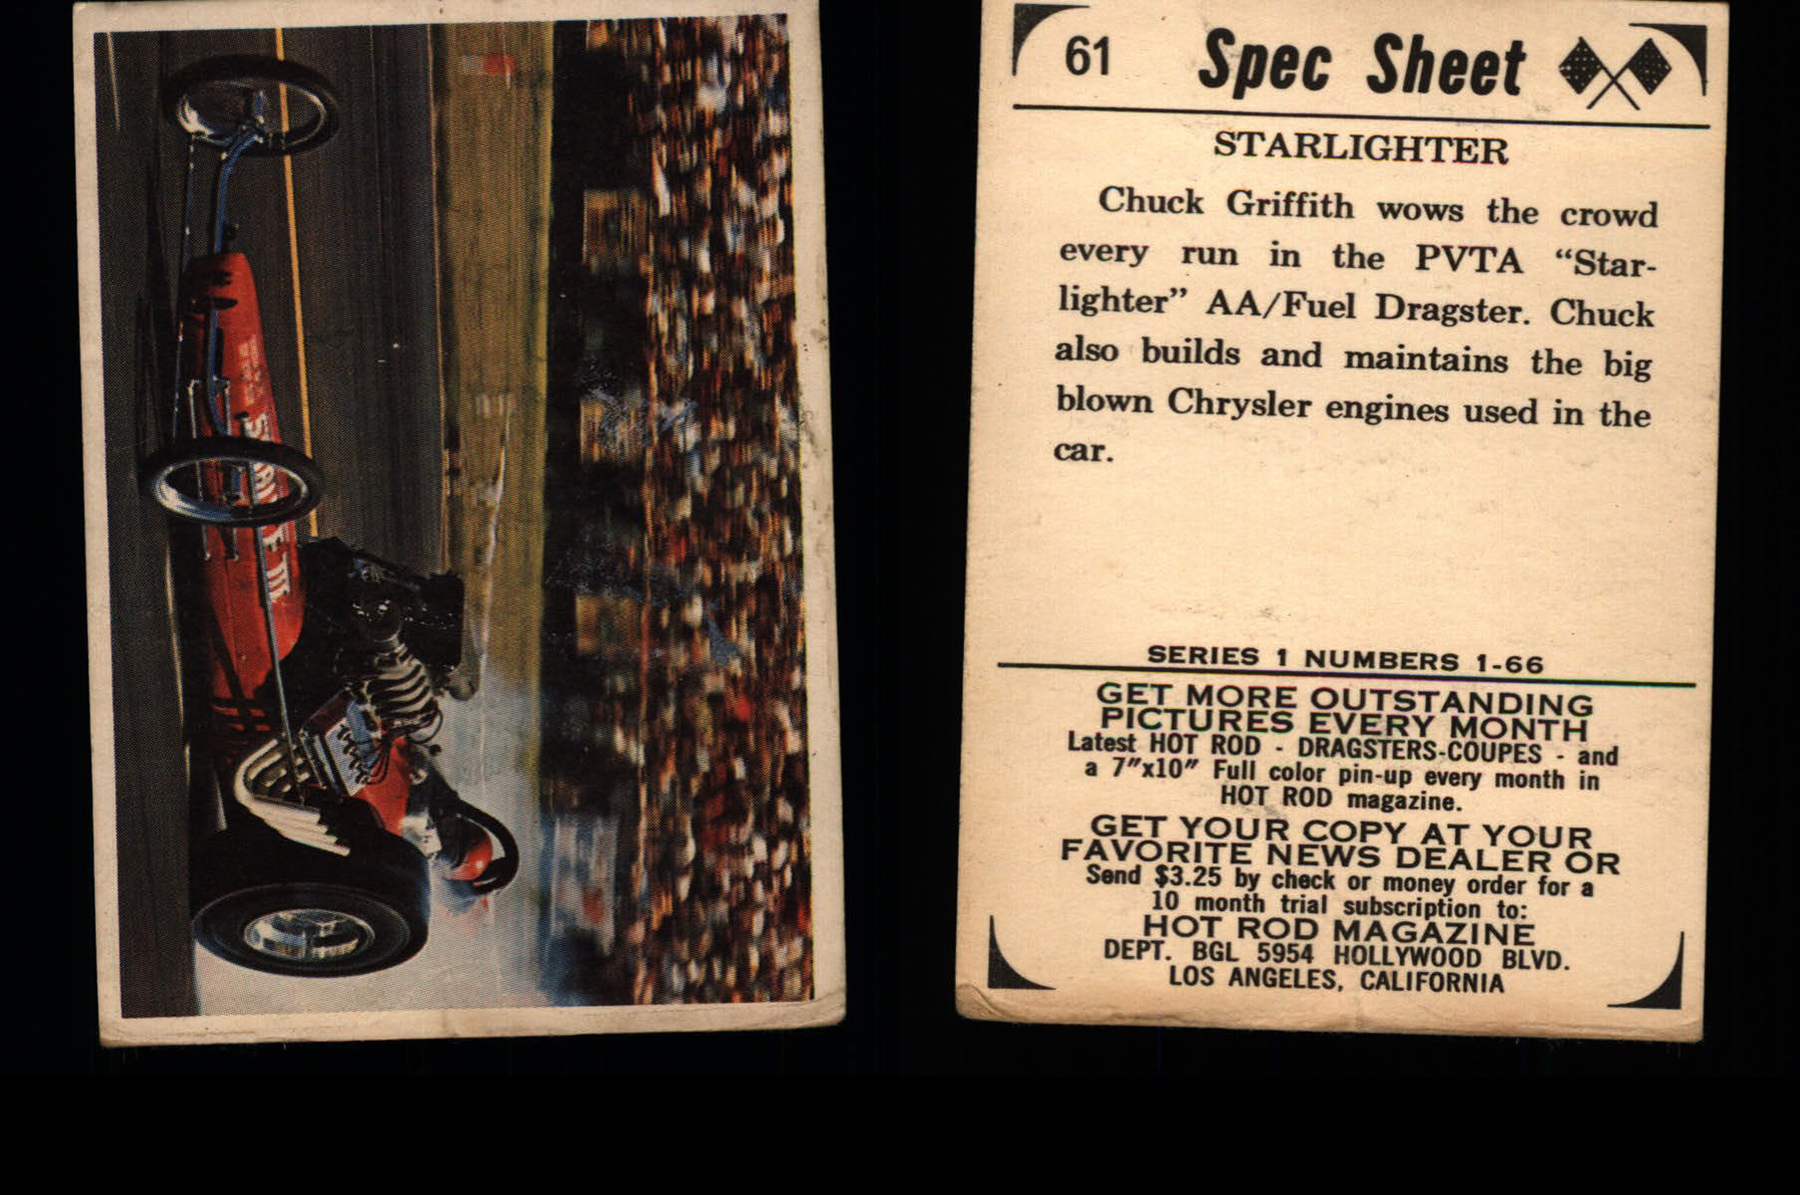 61 Spec Sheet
STARLIGHTER
Chuck Griffith wows the crowd
every run in the PVTA “Star-
lighter” AA/Fuel Dragster. Chuck
also builds and maintains the big
blown Chrysler engines used in the
car.
SERIES 1 NUMBERS 1-66
GET MORE OUTSTANDING
PICTURES EVERY MONTH
Latest HOT ROD - DRAGSTERS-COUPES - and
a 7"x10" Full color pin-up every month in
HOT ROD magazine.
GET YOUR COPY AT YOUR
FAVORITE NEWS DEALER OR
Send $3.25 by check or money order for a
10 month trial subscription to:
HOT ROD MAGAZINE
DEPT. BGL 5954 HOLLYWOOD BLVD.
LOS ANGELES, CALIFORNIA